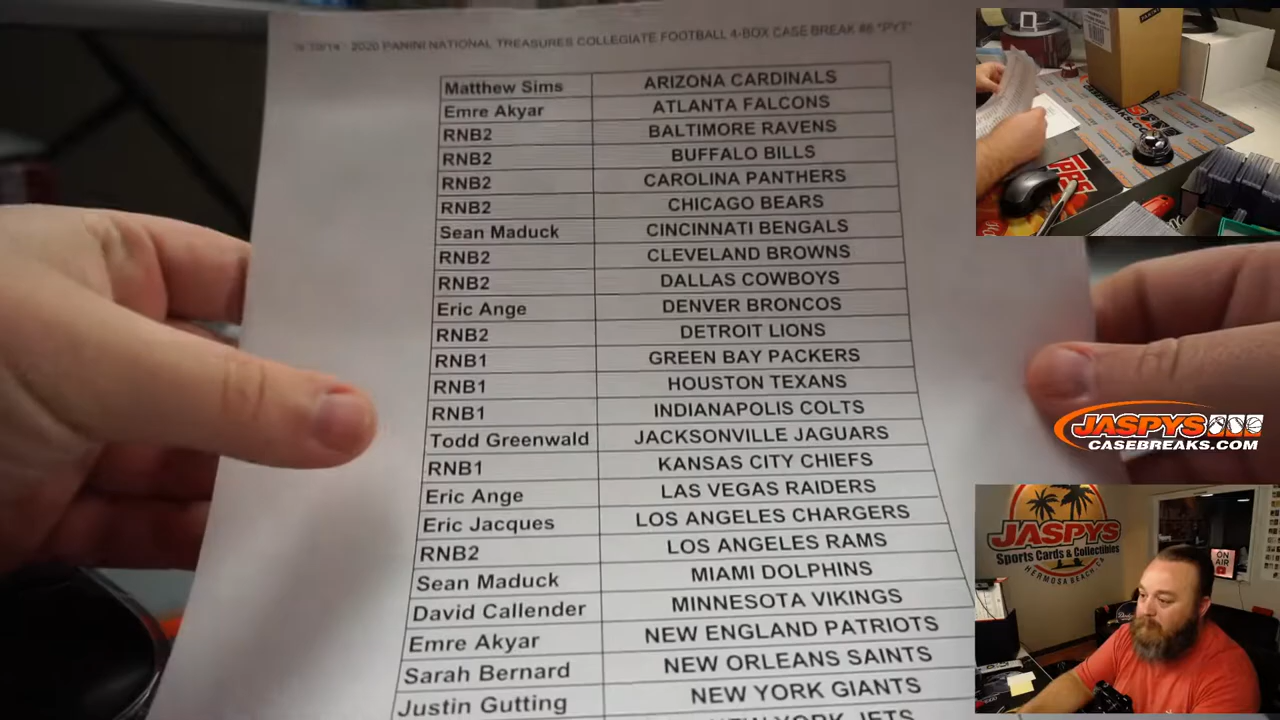 2020 PANINI NATIONAL TREASURES COLLEGIATE FOOTBALL 4-BOX CASE BREAK #6 "PYT"
Matthew Sims ARIZONA CARDINALS
Emre Akyar ATLANTA FALCONS
RNB2 BALTIMORE RAVENS
RNB2 BUFFALO BILLS
RNB2 CAROLINA PANTHERS
RNB2 CHICAGO BEARS
Sean Maduck CINCINNATI BENGALS
RNB2 CLEVELAND BROWNS
RNB2 DALLAS COWBOYS
Eric Ange DENVER BRONCOS
RNB2 DETROIT LIONS
RNB1 GREEN BAY PACKERS
RNB1 HOUSTON TEXANS
RNB1 INDIANAPOLIS COLTS
Todd Greenwald JACKSONVILLE JAGUARS
RNB1 KANSAS CITY CHIEFS
Eric Ange LAS VEGAS RAIDERS
Eric Jacques LOS ANGELES CHARGERS
RNB2 LOS ANGELES RAMS
Sean Maduck MIAMI DOLPHINS
David Callender MINNESOTA VIKINGS
Emre Akyar NEW ENGLAND PATRIOTS
Sarah Bernard NEW ORLEANS SAINTS
Justin Gutting NEW YORK GIANTS
NEW YORK JETS
JASPYS
CASEBREAKS.COM
JASPYS
Sports Cards & Collectibles
HERMOSA BEACH, CA
ON
AIR